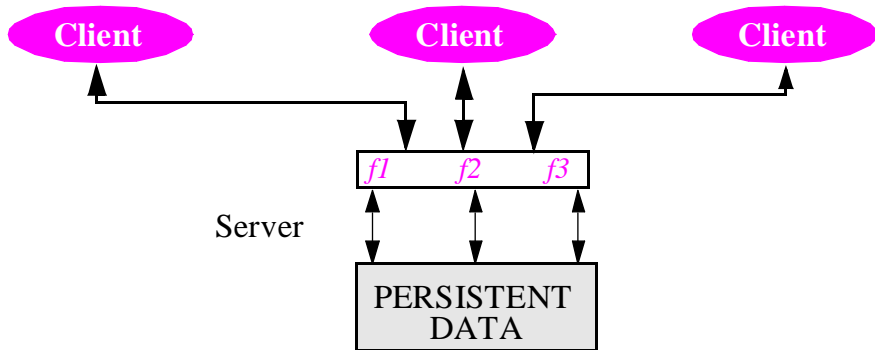 Client Client Client
f1 f2 f3
Server
PERSISTENT
DATA